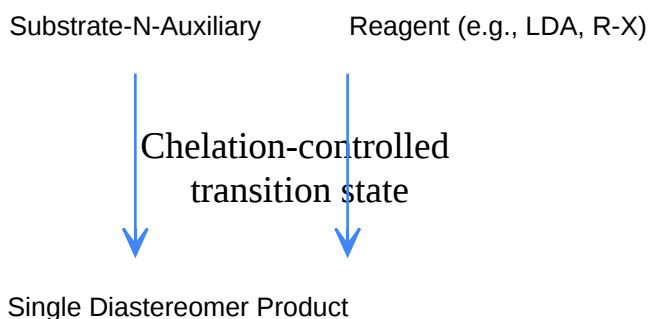 Substrate-N-Auxiliary
Reagent (e.g., LDA, R-X)
Chelation-controlled
transition state
Single Diastereomer Product